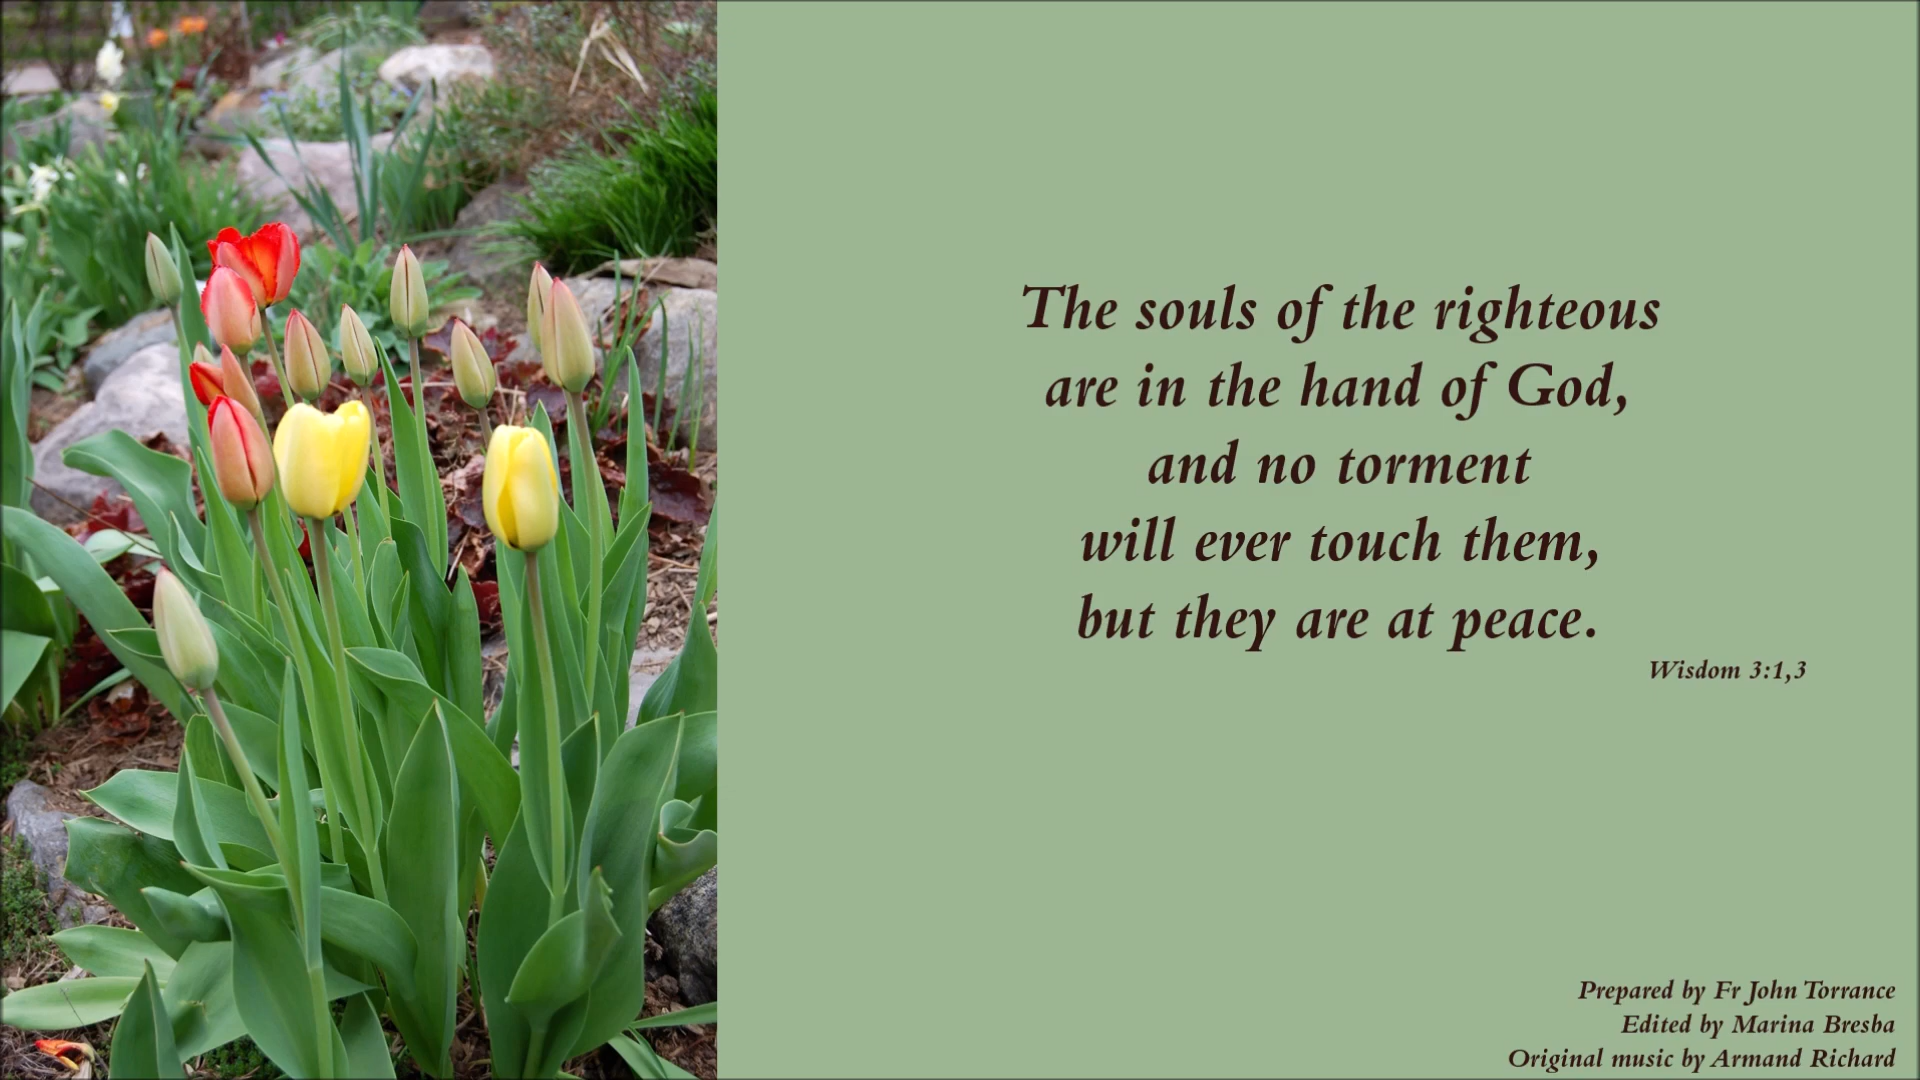 The souls of the righteous
are in the hand of God,
and no torment
will ever touch them,
but they are at peace.
Wisdom 3:1,3
Prepared by Fr John Torrance
Edited by Marina Bresba
Original music by Armand Richard